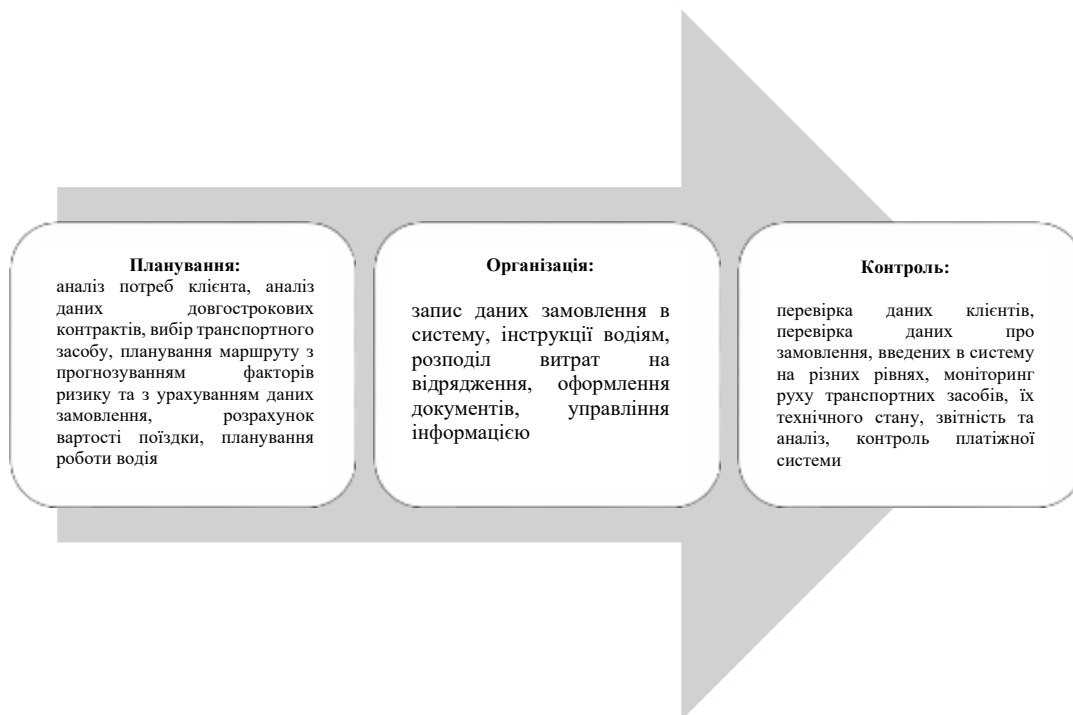 Планування:
аналіз потреб клієнта, аналіз
даних довгострокових
контрактів, вибір транспортного
засобу, планування маршруту з
прогнозуванням факторів
ризику та з урахуванням даних
замовлення, розрахунок
вартості поїздки, планування
роботи водія
Організація:
запис даних замовлення в
систему, інструкції водіям,
розподіл витрат на
відрядження, оформлення
документів, управління
інформацією
Контроль:
перевірка даних клієнтів,
перевірка даних про
замовлення, введених в систему
на різних рівнях, моніторинг
руху транспортних засобів, їх
технічного стану, звітність та
аналіз, контроль платіжної
системи